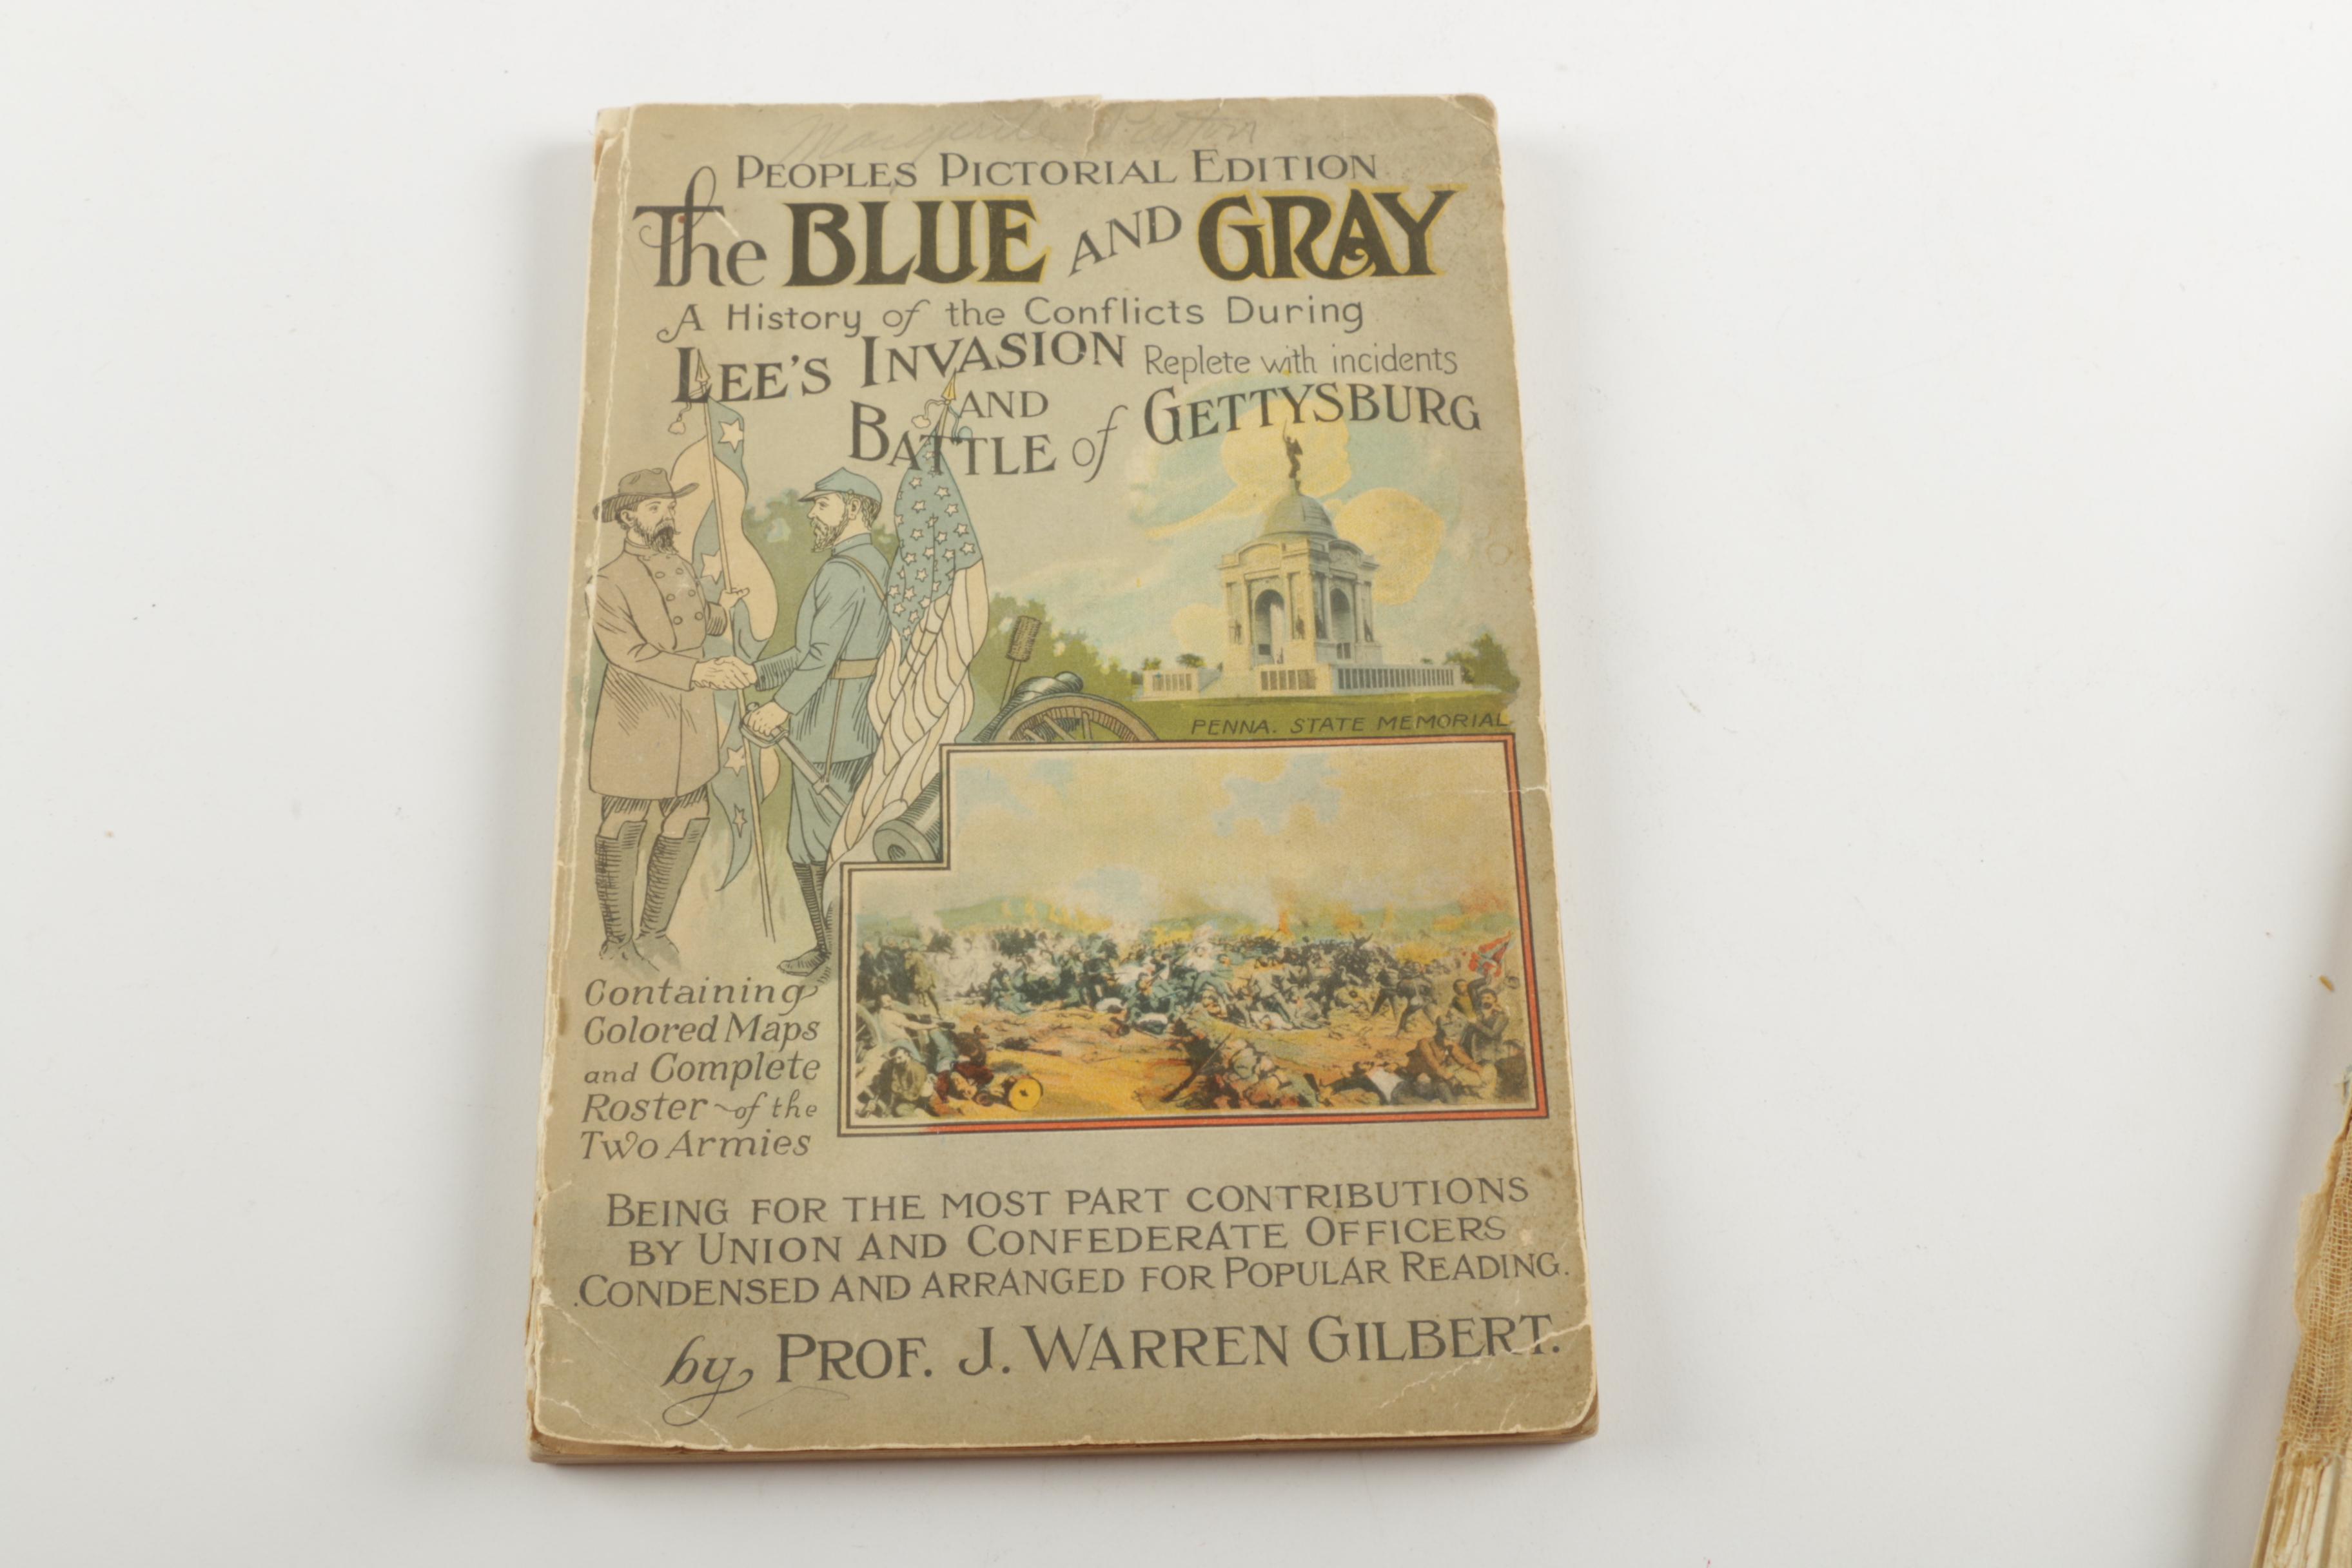 PEOPLES PICTORIAL EDITION
The BLUE AND GRAY
A History of the Conflicts During
LEE'S INVASION Replete with incidents
AND
BATTLE of GETTYSBURG
PENNA. STATE MEMORIAL
Containing
Colored Maps
and Complete
Roster of the
Two Armies
BEING FOR THE MOST PART CONTRIBUTIONS
BY UNION AND CONFEDERATE OFFICERS
CONDENSED AND ARRANGED FOR POPULAR READING.
by PROF. J. WARREN GILBERT.